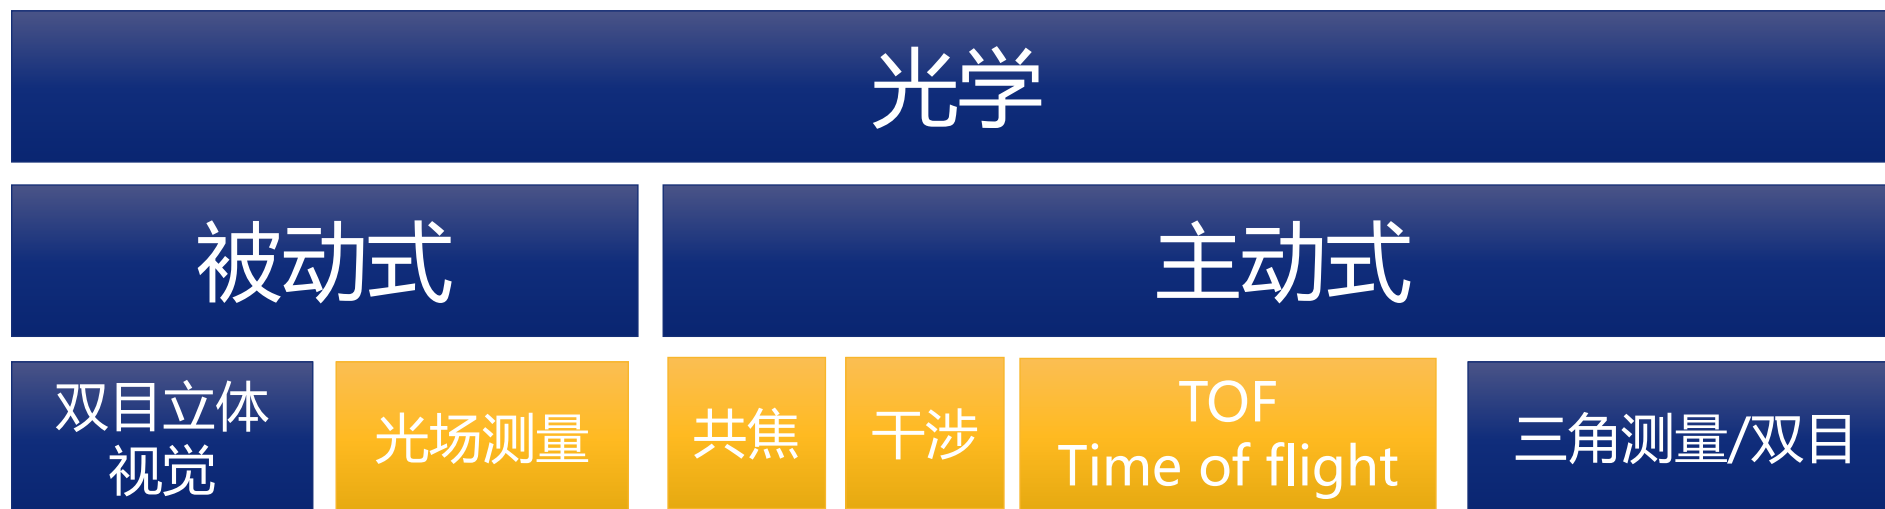 光学
被动式
主动式
双目立体
视觉
光场测量
共焦
干涉
TOF
Time of flight
三角测量/双目